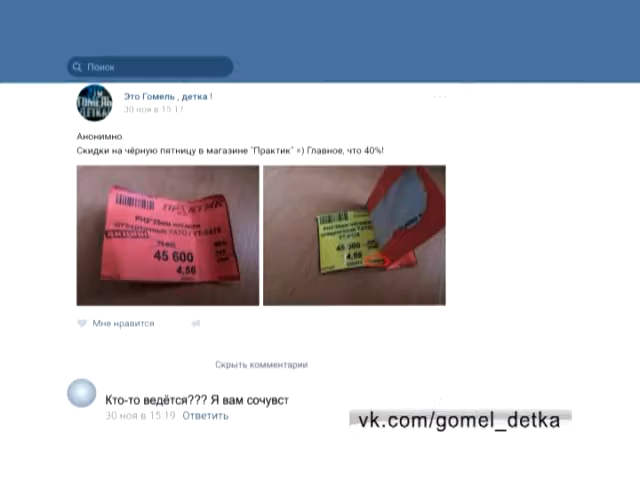 Поиск
Это Гомель , детка !
30 ноя в 15:17
Анонимно
Скидки на чёрную пятницу в магазине "Практик" =) Главное, что 40%!
ПРАКТИК
АКЦИЯ
45 600
4,56
45 600
4,56
Мне нравится
Скрыть комментарии
Кто-то ведётся??? Я вам сочувст
30 ноя в 15:19 Ответить
vk.com/gomel_detka